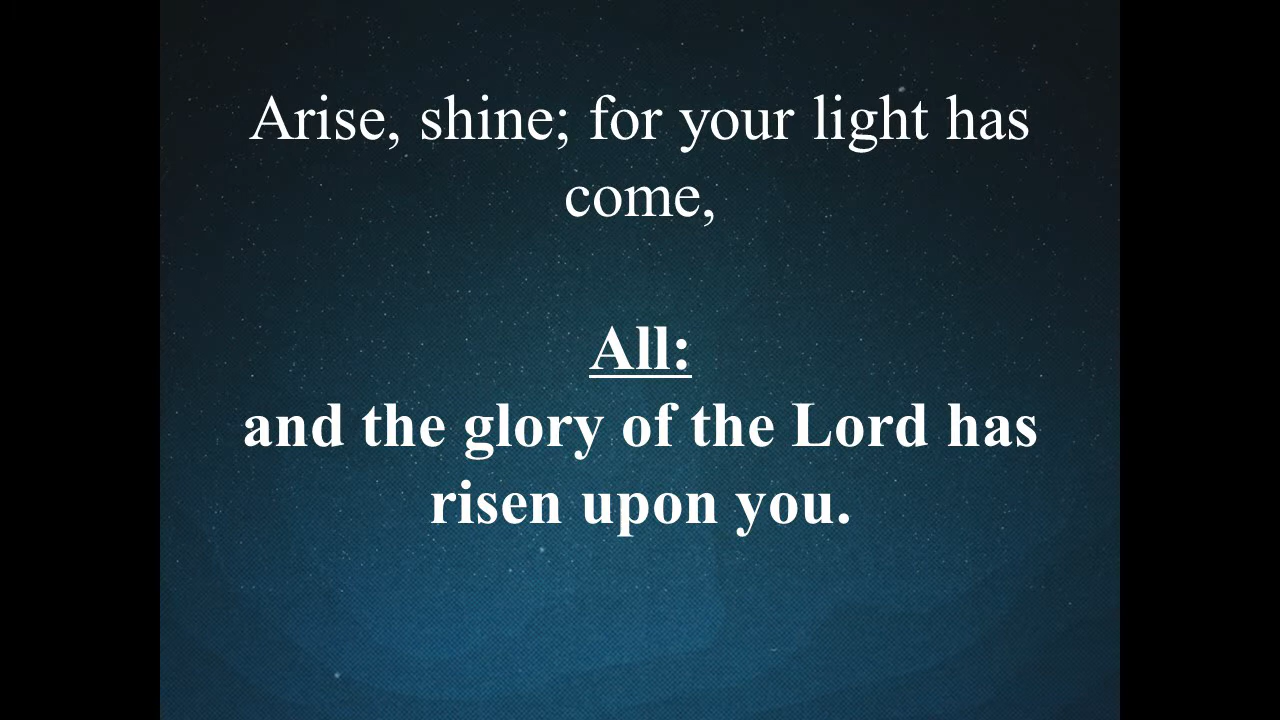 Arise, shine; for your light has
come,
All:
and the glory of the Lord has
risen upon you.